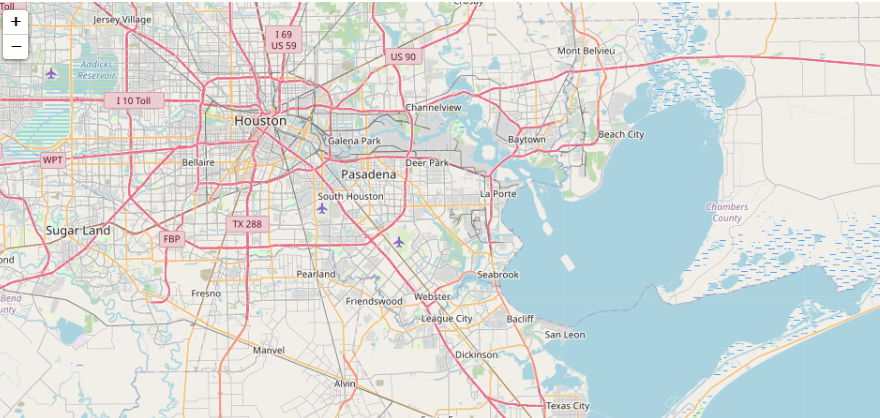 Toll
Jersey Village
+
−
I 69
US 59
Mont Belvieu
US 90
Addicks
Reservoir
I 10 Toll
Channelview
Houston
Beach City
Baytown
Galena Park
WPT
Bellaire
Deer Park
Pasadena
La Porte
South Houston
Chambers
County
TX 288
Sugar Land
FBP
Pearland
Seabrook
Fresno
Webster
Friendswood
League City
Bacliff
San Leon
Manvel
Dickinson
Alvin
Texas City